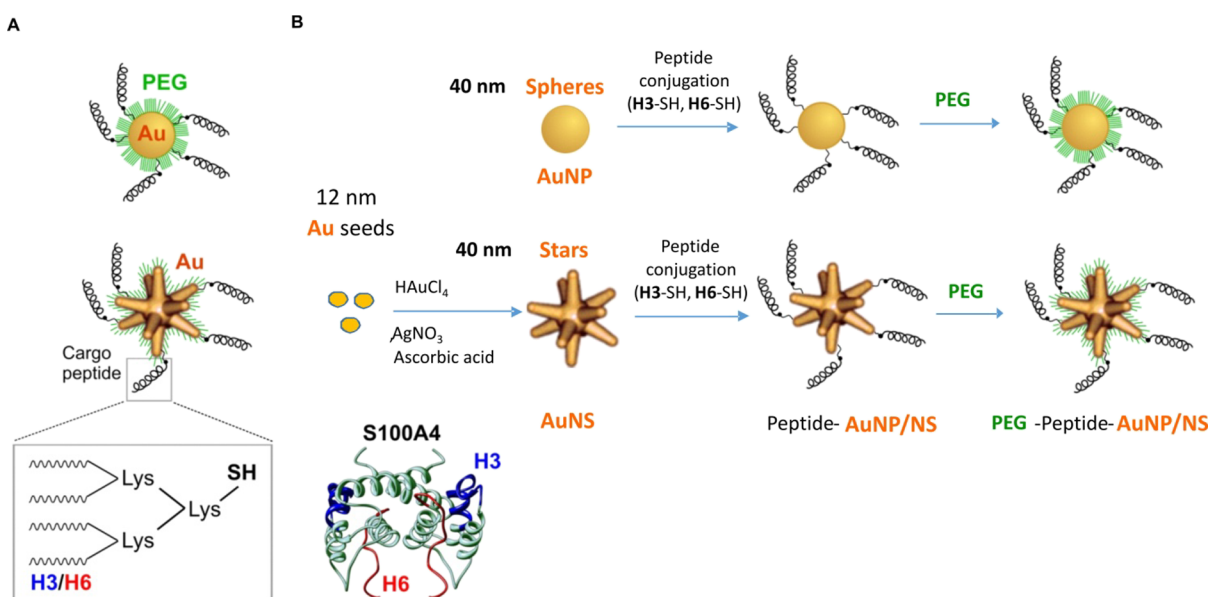 A
PEG
Au
Au
Cargo
peptide
Lys
SH
Lys
Lys
H3/H6
B
40 nm
Spheres
AuNP
Peptide
conjugation
(H3-SH, H6-SH)
PEG
12 nm
Au seeds
HAuCl₄
AgNO₃
Ascorbic acid
40 nm
Stars
AuNS
Peptide
conjugation
(H3-SH, H6-SH)
PEG
Peptide- AuNP/NS
PEG -Peptide- AuNP/NS
S100A4
H3
H6